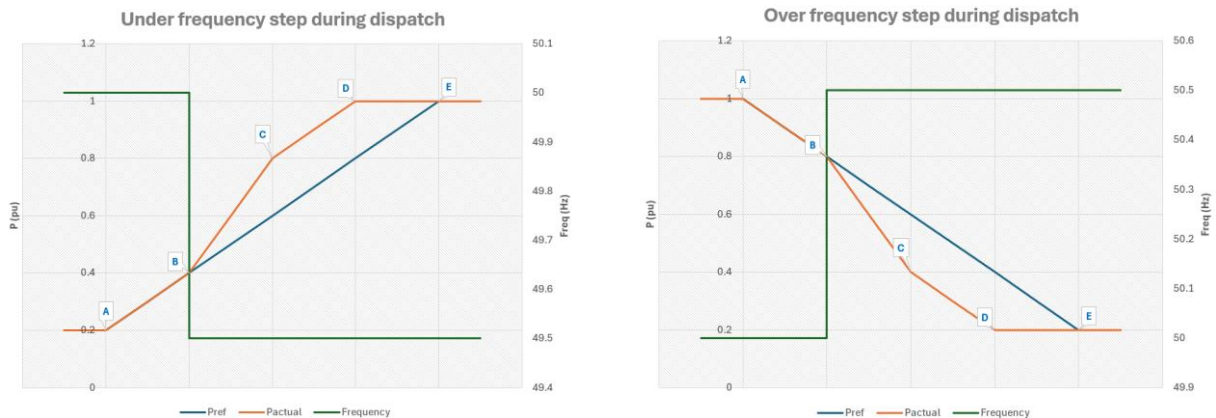 Under frequency step during dispatch
1.2
1
0.8
0.6
0.4
0.2
0
P (pu)
50.1
50
49.9
49.8
49.7
49.6
49.5
49.4
Freq (Hz)
A
B
C
D
E
Pref
Pactual
Frequency
Over frequency step during dispatch
1.2
1
0.8
0.6
0.4
0.2
0
P (pu)
50.6
50.5
50.4
50.3
50.2
50.1
50
49.9
Freq (Hz)
A
B
C
D
E
Pref
Pactual
Frequency